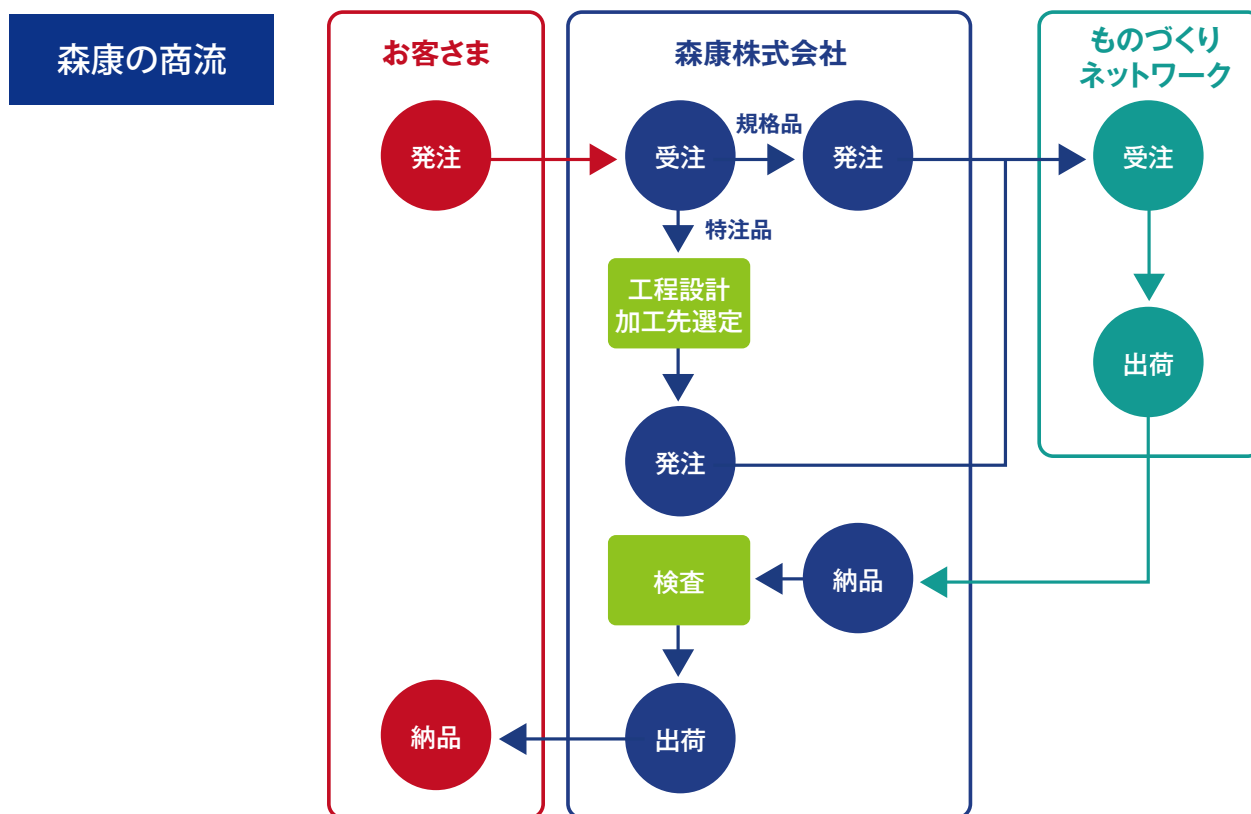 森康の商流
お客さま
森康株式会社
ものづくり
ネットワーク
発注
受注
規格品
発注
受注
特注品
工程設計
加工先選定
出荷
発注
検査
納品
納品
出荷